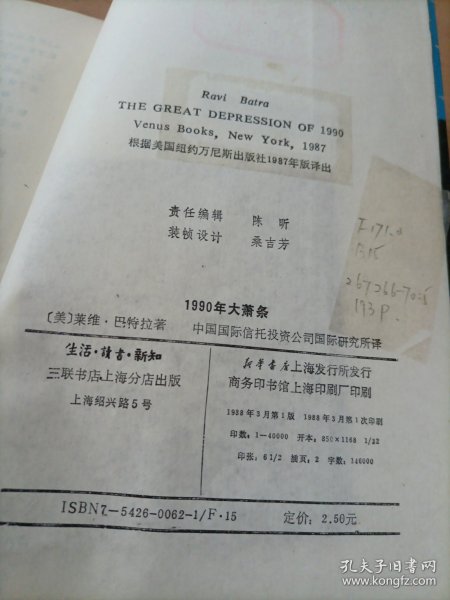 Ravi Batra
THE GREAT DEPRESSION OF 1990
Venus Books, New York, 1987
根据美国纽约万尼斯出版社1987年版译出
责任编辑 陈昕
装帧设计 桑吉芳
1990年大萧条
〔美〕莱维·巴特拉著 中国国际信托投资公司国际研究所译
生活·讀書·新知
三联书店上海分店出版
上海绍兴路5号
新华书店上海发行所发行
商务印书馆上海印刷厂印刷
1988年3月第1版 1988年3月第1次印刷
印数:1—40000 开本:850×1168 1/32
印张:6 1/2 插页:2 字数:146000
ISBN7—5426—0062—1/F·15 定价:2.50元
F171.
193P.
孔夫子旧书网
www.kongfz.com